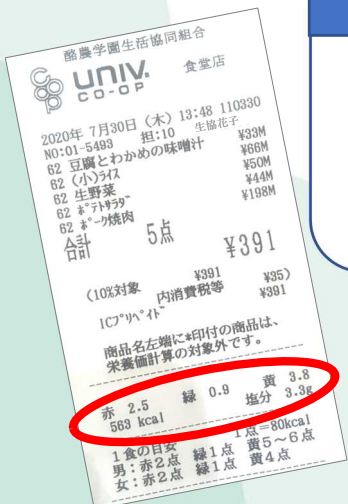 酪農学園生活協同組合
UNIV.
CO-OP
食堂店
2020年 7月30日 (木) 13:48 110330
NO:01-5493 担:10 生協花子
62 豆腐とわかめの味噌汁 ¥33M
62 (小)ライス ¥66M
62 生野菜 ¥50M
62 ポテトサラダ ¥44M
62 ポーク焼肉 ¥198M
合計 5点 ¥391
(10%対象 ¥391
内消費税等 ¥35)
ICプリペイド ¥391
商品名左端に*印付の商品は、
栄養価計算の対象外です。
赤 2.5 緑 0.9 黄 3.8
563 kcal 塩分 3.3g
1食の目安 1点=80kcal
男:赤2点 緑1点 黄5～6点
女:赤2点 緑1点 黄4点